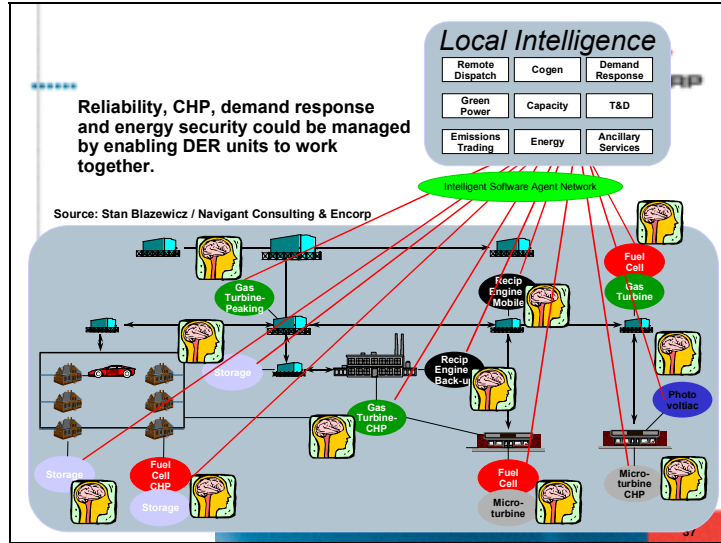 Local Intelligence
Remote
Dispatch
Cogen
Demand
Response
Green
Power
Capacity
T&D
Emissions
Trading
Energy
Ancillary
Services
RP
Reliability, CHP, demand response
and energy security could be managed
by enabling DER units to work
together.
Intelligent Software Agent Network
Source: Stan Blazewicz / Navigant Consulting & Encorp
Gas
Turbine-
Peaking
Recip
Engine
Mobile
Fuel
Cell
Gas
Turbine
Storage
Recip
Engine
Back-up
Photo
voltiac
Gas
Turbine-
CHP
Storage
Fuel
Cell
CHP
Storage
Fuel
Cell
Micro-
turbine
Micro-
turbine
CHP
37